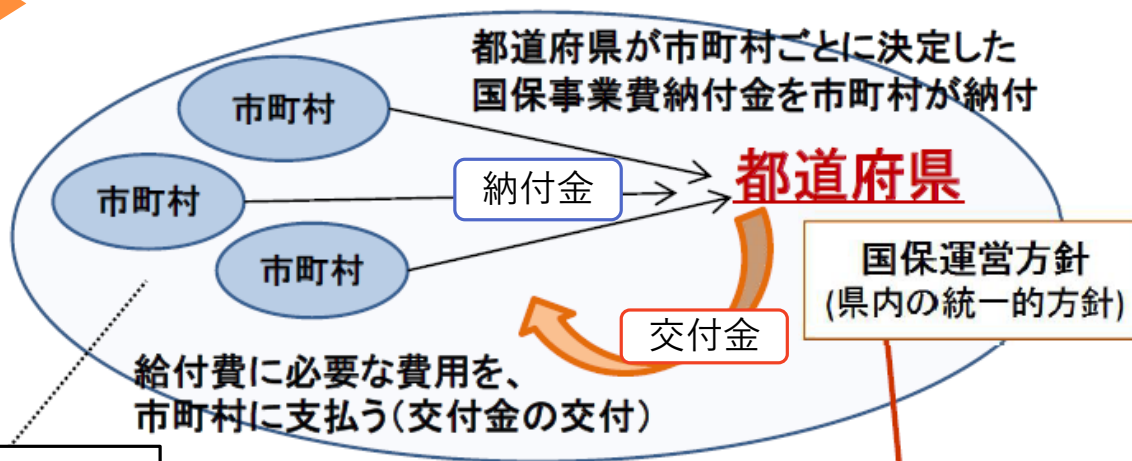 都道府県が市町村ごとに決定した
国保事業費納付金を市町村が納付
市町村
市町村
市町村
納付金
都道府県
国保運営方針
(県内の統一的方針)
交付金
給付費に必要な費用を、
市町村に支払う(交付金の交付)